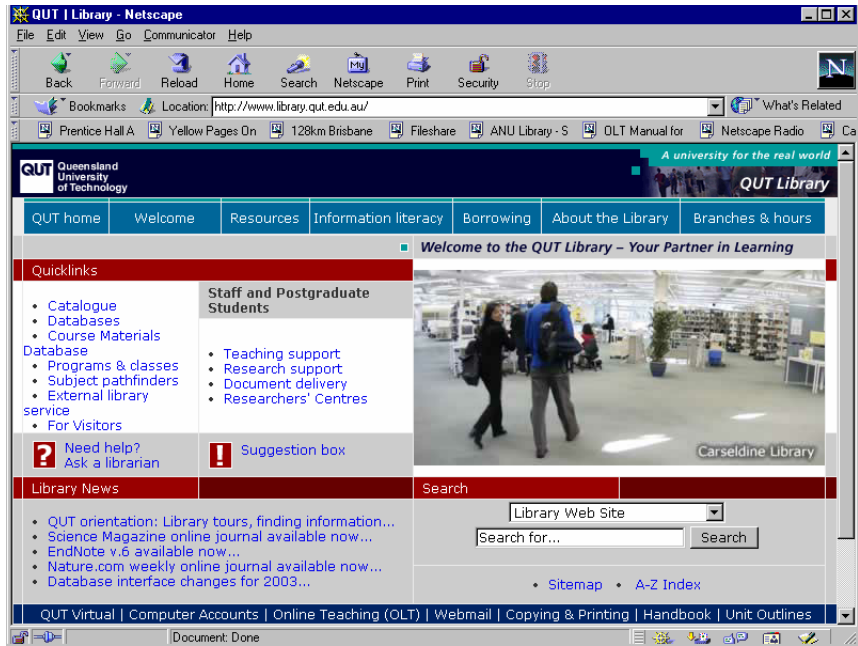 QUT | Library - Netscape
File Edit View Go Communicator Help
Back Forward Reload Home Search Netscape Print Security Stop
My
N
Bookmarks Location: http://www.library.qut.edu.au/ What's Related
Prentice Hall A Yellow Pages On 128km Brisbane Fileshare ANU Library - S OLT Manual for Netscape Radio Ca
A university for the real world
QUT Queensland
University
of Technology
QUT Library
QUT home Welcome Resources Information literacy Borrowing About the Library Branches & hours
Welcome to the QUT Library – Your Partner in Learning
Quicklinks
• Catalogue
• Databases
• Course Materials
Database
• Programs & classes
• Subject pathfinders
• External library
service
• For Visitors
Staff and Postgraduate
Students
• Teaching support
• Research support
• Document delivery
• Researchers' Centres
Carseldine Library
? Need help?
Ask a librarian
! Suggestion box
Library News
• QUT orientation: Library tours, finding information...
• Science Magazine online journal available now...
• EndNote v.6 available now...
• Nature.com weekly online journal available now...
• Database interface changes for 2003...
Search
Library Web Site
Search for... Search
• Sitemap • A-Z Index
QUT Virtual | Computer Accounts | Online Teaching (OLT) | Webmail | Copying & Printing | Handbook | Unit Outlines
Document: Done